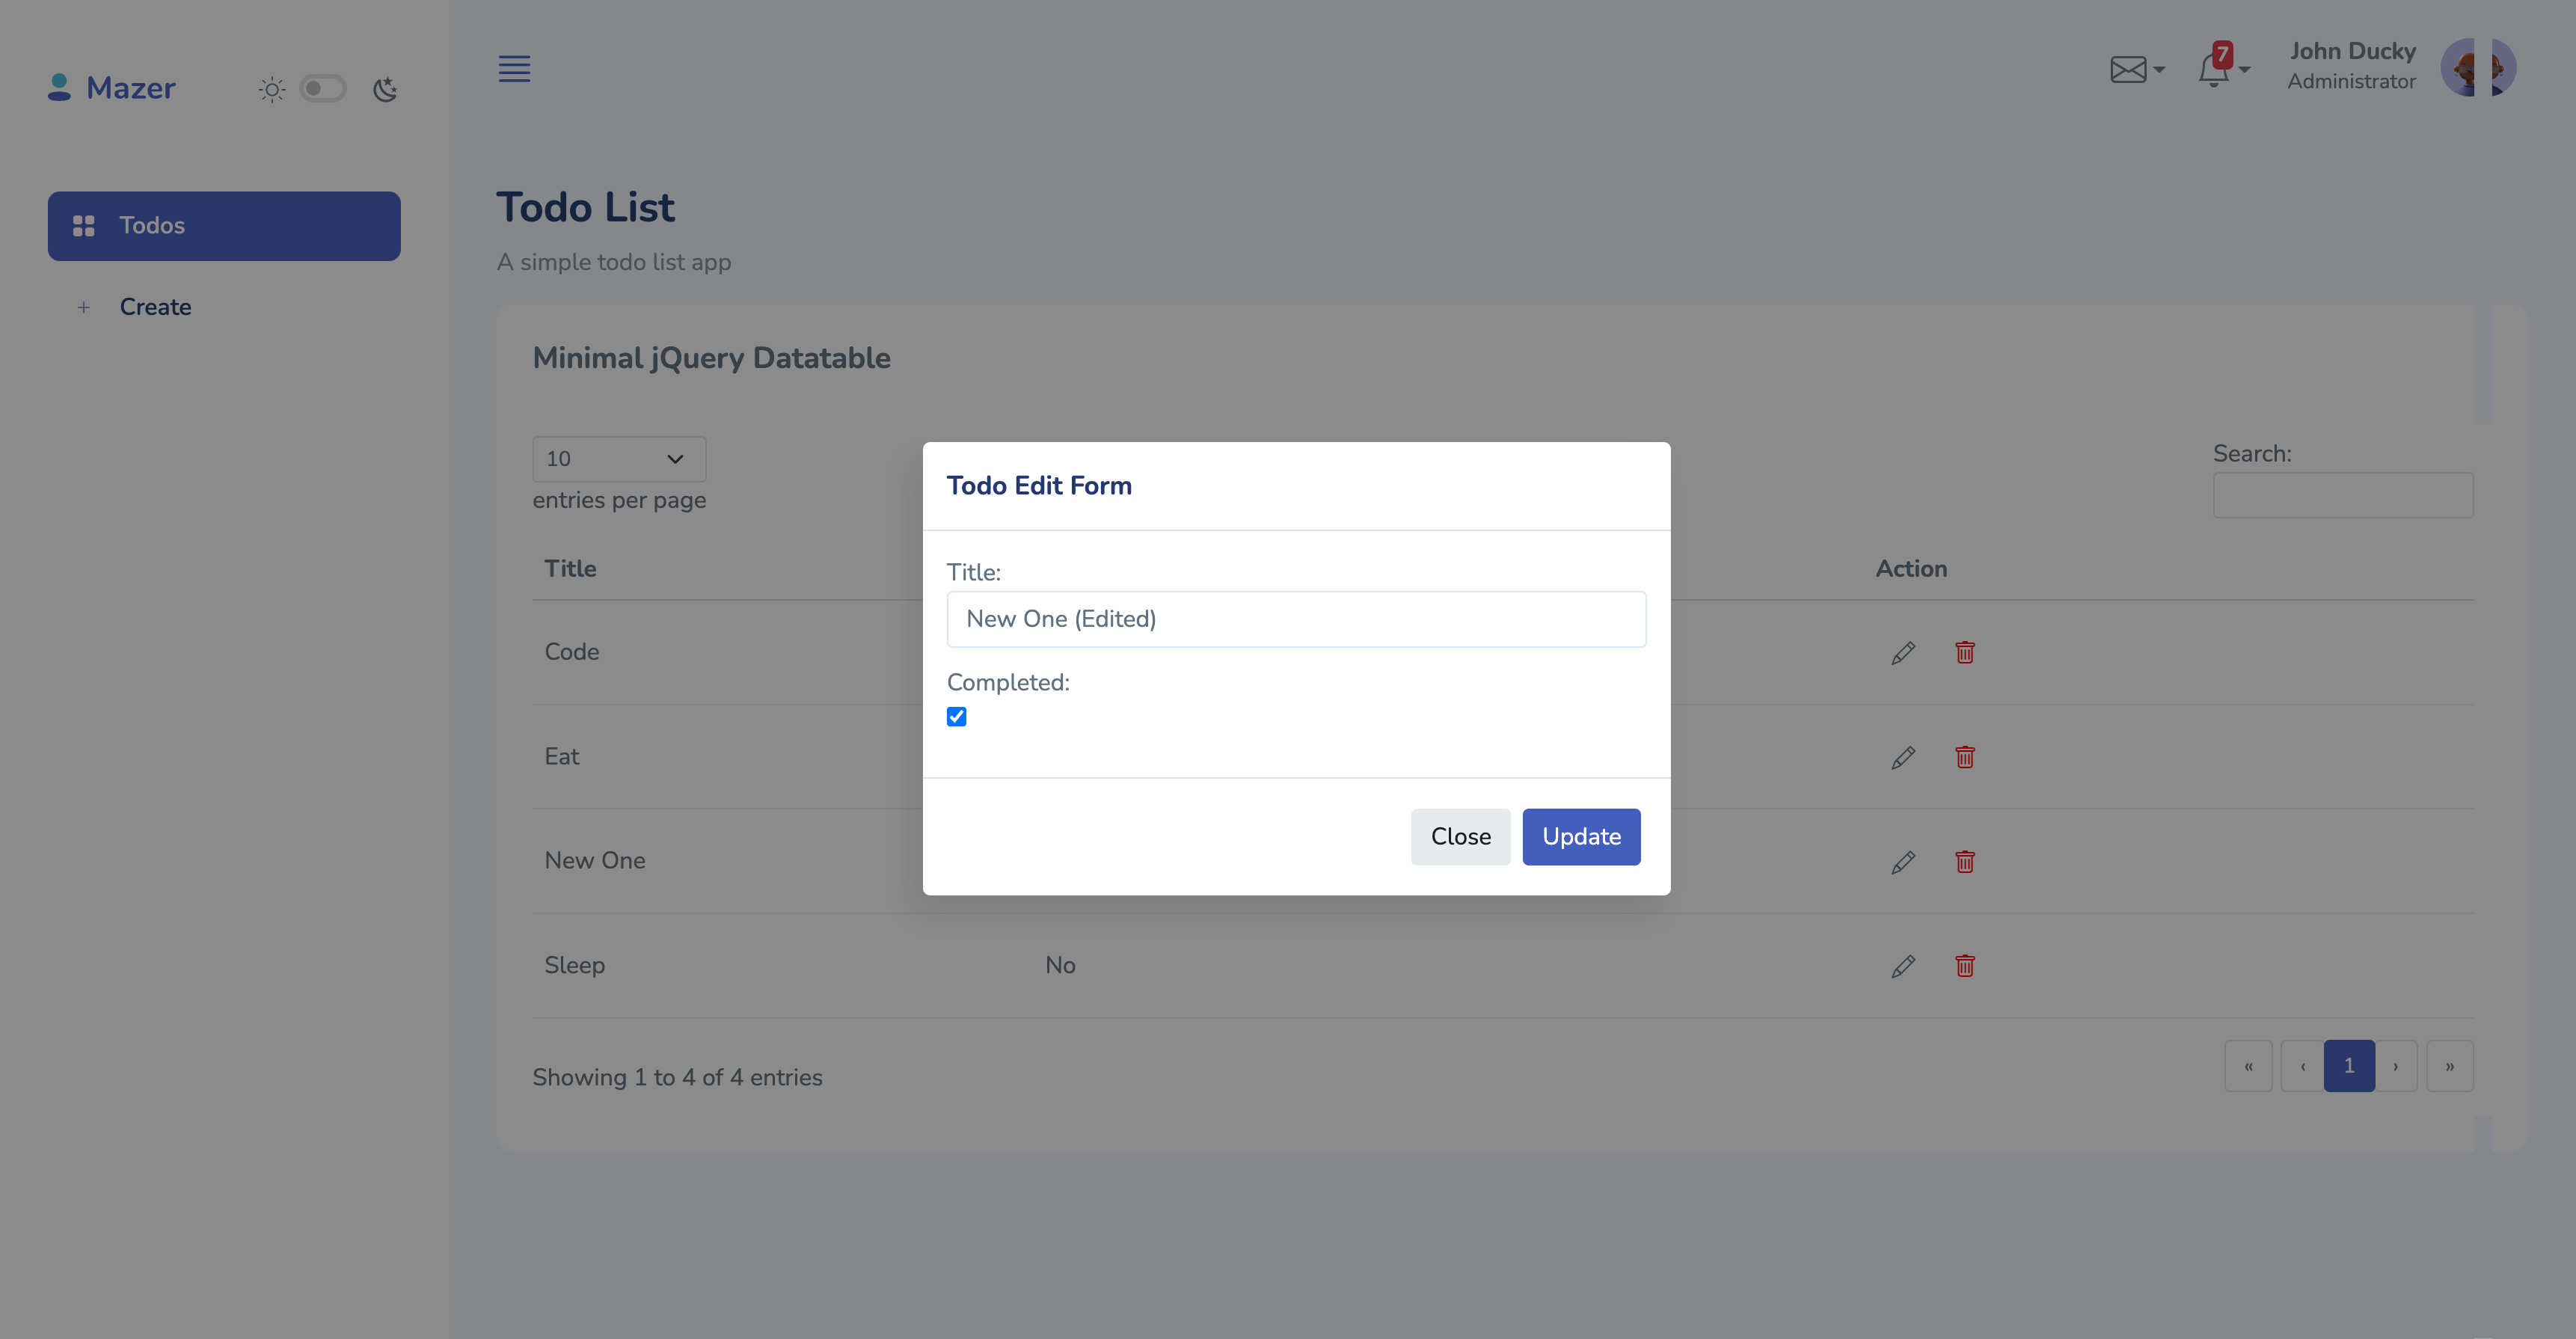 Mazer
7
John Ducky
Administrator
Todos
Create
Todo List
A simple todo list app
Minimal jQuery Datatable
10
entries per page
Search:
Title
Action
Code
Eat
New One
Sleep
No
Showing 1 to 4 of 4 entries
« ‹ 1 › »
Todo Edit Form
Title:
New One (Edited)
Completed:
Close
Update